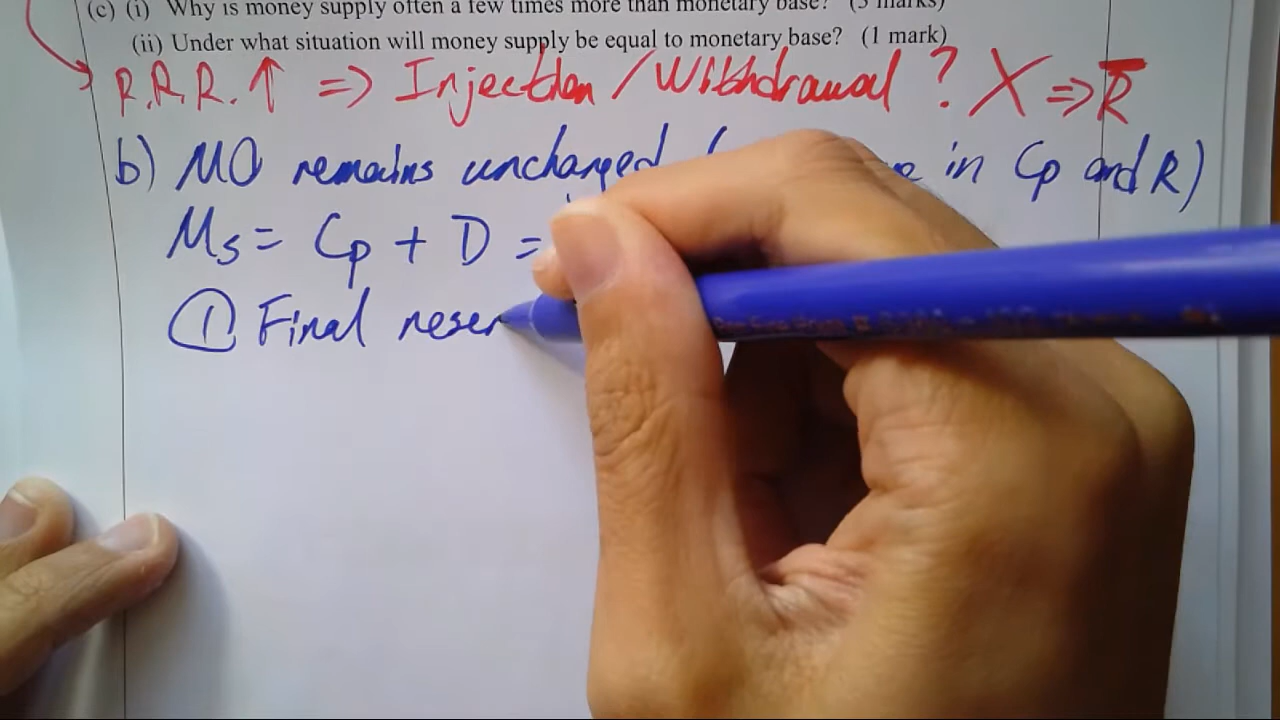 (c) (i) Why is money supply often a few times more than monetary base? (3 marks)
(ii) Under what situation will money supply be equal to monetary base? (1 mark)
R.R.R. ↑ => Injection / Withdrawal ? X => R̅
b) M0 remains unchanged ( in Cp and R)
Ms = Cp + D =
① Final reser